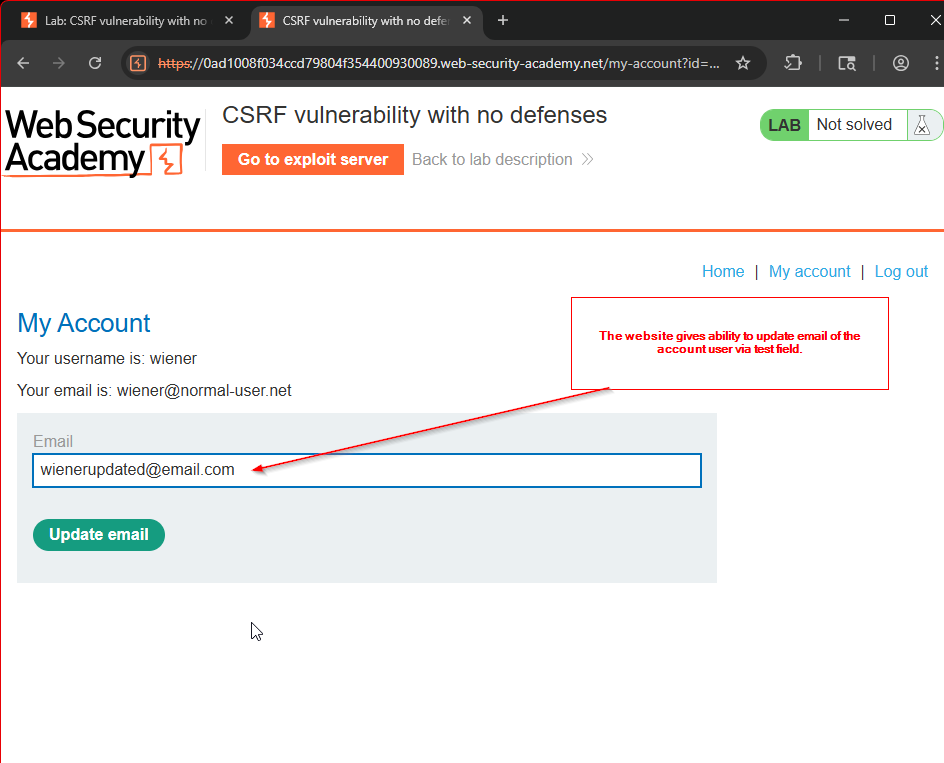 Lab: CSRF vulnerability with no
CSRF vulnerability with no defe
https://0ad1008f034ccd79804f354400930089.web-security-academy.net/my-account?id=...
Web Security
Academy
CSRF vulnerability with no defenses
Go to exploit server
Back to lab description
LAB
Not solved
Home | My account | Log out
My Account
Your username is: wiener
Your email is: wiener@normal-user.net
The website gives ability to update email of the
account user via test field.
Email
wienerupdated@email.com
Update email